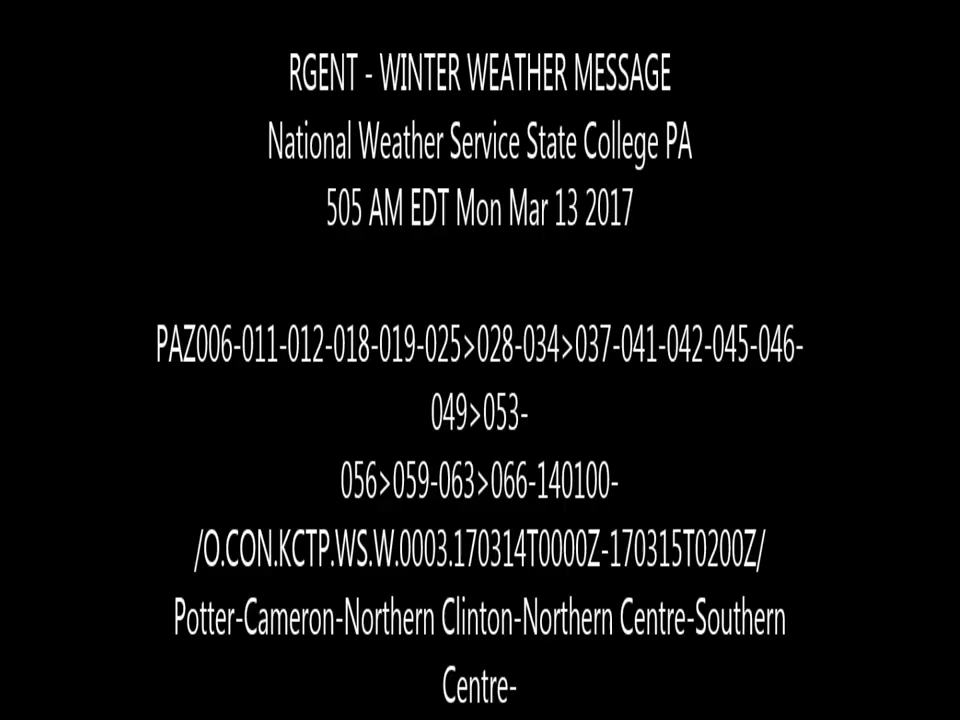 RGENT - WINTER WEATHER MESSAGE
National Weather Service State College PA
505 AM EDT Mon Mar 13 2017
PAZ006-011-012-018-019-025>028-034>037-041-042-045-046-
049>053-
056>059-063>066-140100-
/O.CON.KCTP.WS.W.0003.170314T0000Z-170315T0200Z/
Potter-Cameron-Northern Clinton-Northern Centre-Southern
Centre-